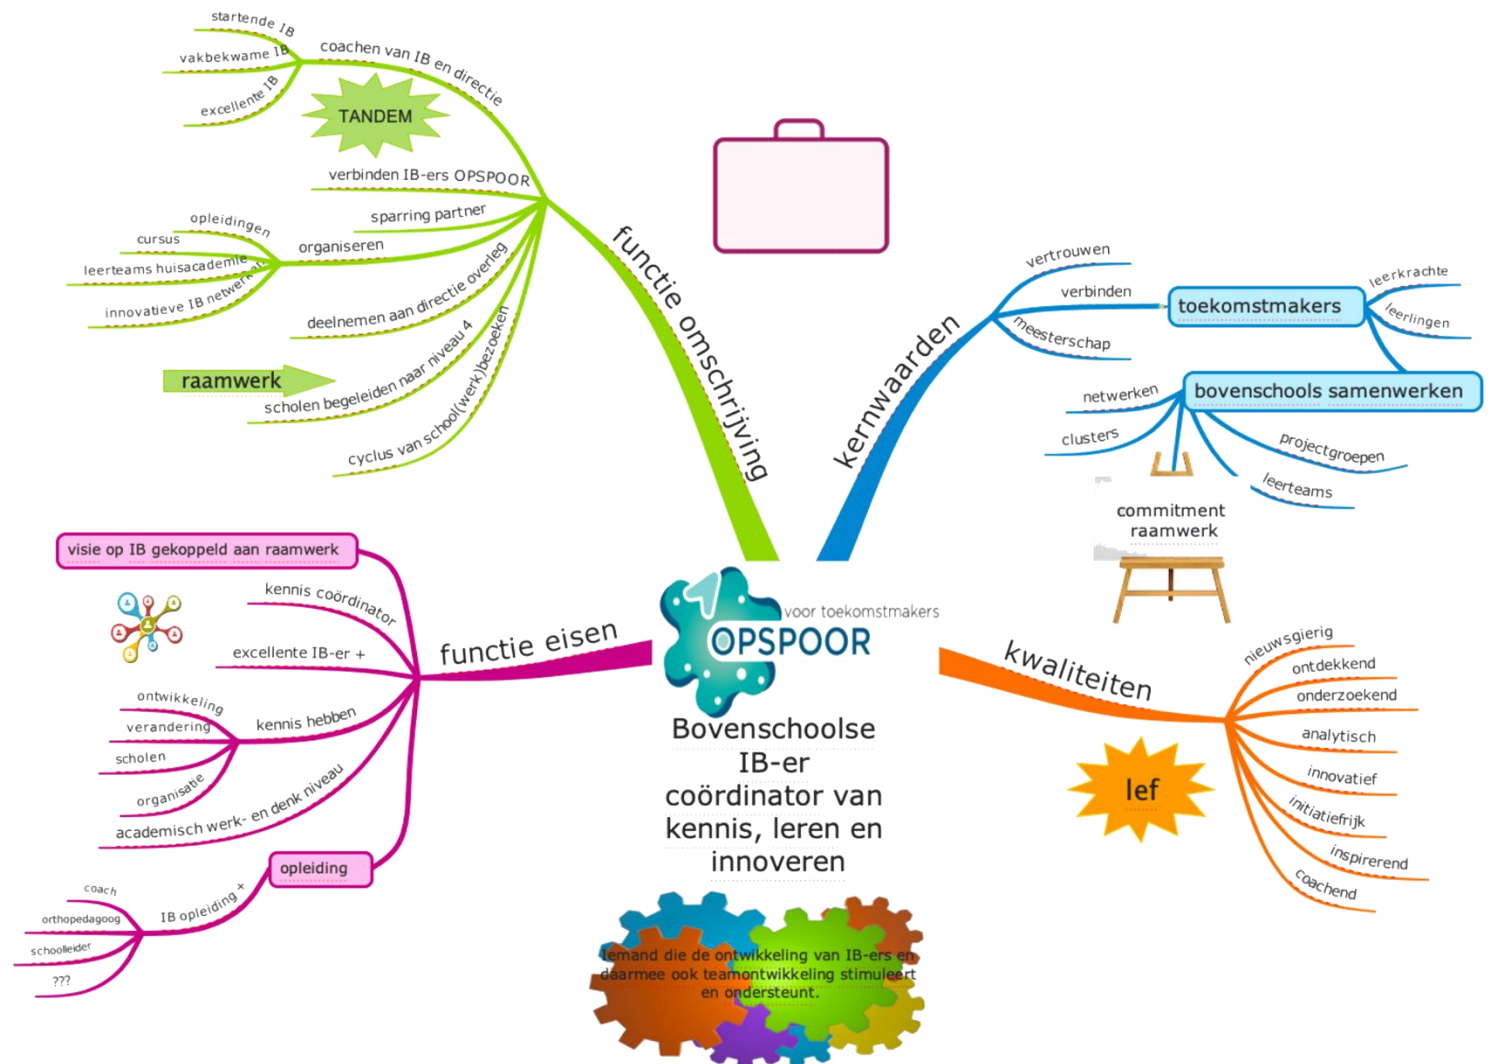 startende IB
vakbekwame IB
excellente IB
coachen van IB en directie
TANDEM
verbinden IB-ers OPSPOOR
sparring partner
organiseren
opleidingen
cursus
leerteams huisacademie
innovatieve IB netwerken
deelnemen aan directie overleg
scholen begeleiden naar niveau 4
cyclus van school(werk)bezoeken
raamwerk
functie omschrijving
kernwaarden
vertrouwen
verbinden
meesterschap
toekomstmakers
leerkrachte
leerlingen
bovenschools samenwerken
netwerken
clusters
projectgroepen
leerteams
commitment
raamwerk
visie op IB gekoppeld aan raamwerk
kennis coördinator
excellente IB-er +
kennis hebben
ontwikkeling
verandering
scholen
organisatie
academisch werk- en denk niveau
opleiding
IB opleiding +
coach
orthopedagoog
schoolleider
???
functie eisen
voor toekomstmakers
OPSPOOR
Bovenschoolse
IB-er
coördinator van
kennis, leren en
innoveren
Iemand die de ontwikkeling van IB-ers en
daarmee ook teamontwikkeling stimuleert
en ondersteunt.
kwaliteiten
lef
nieuwsgierig
ontdekkend
onderzoekend
analytisch
innovatief
initiatiefrijk
inspirerend
coachend